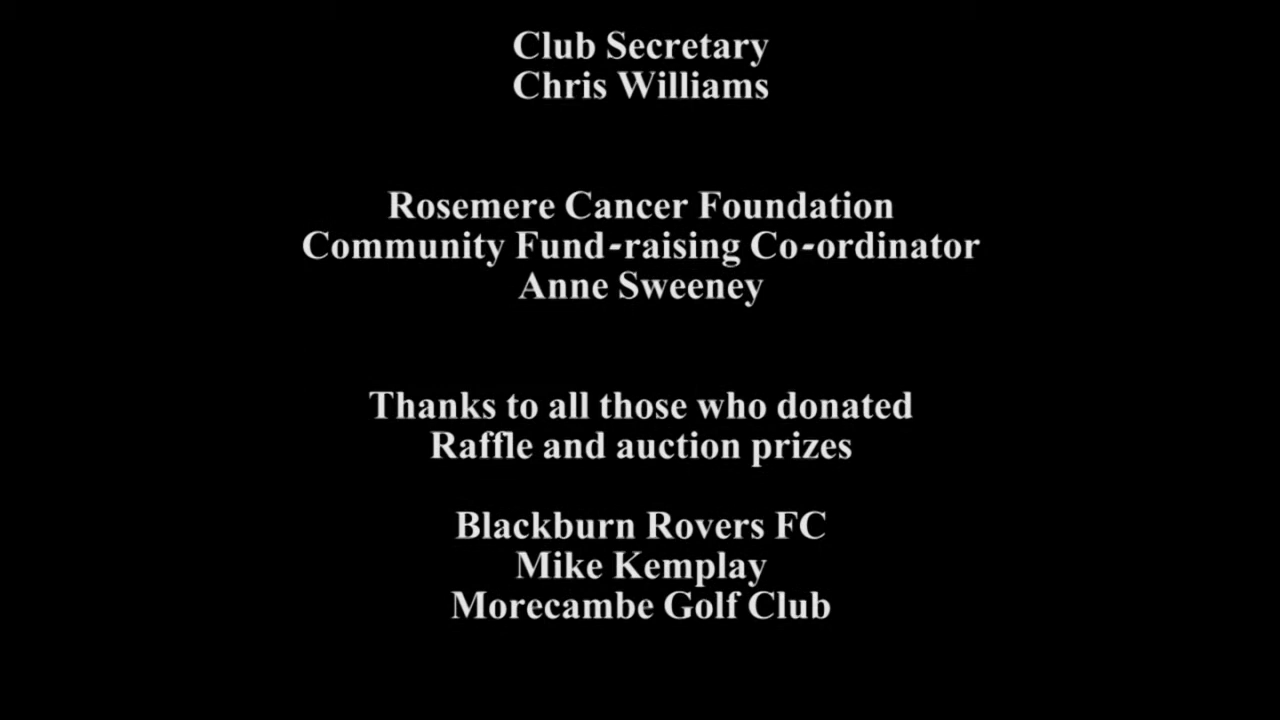 Club Secretary
Chris Williams
Rosemere Cancer Foundation
Community Fund-raising Co-ordinator
Anne Sweeney
Thanks to all those who donated
Raffle and auction prizes
Blackburn Rovers FC
Mike Kemplay
Morecambe Golf Club